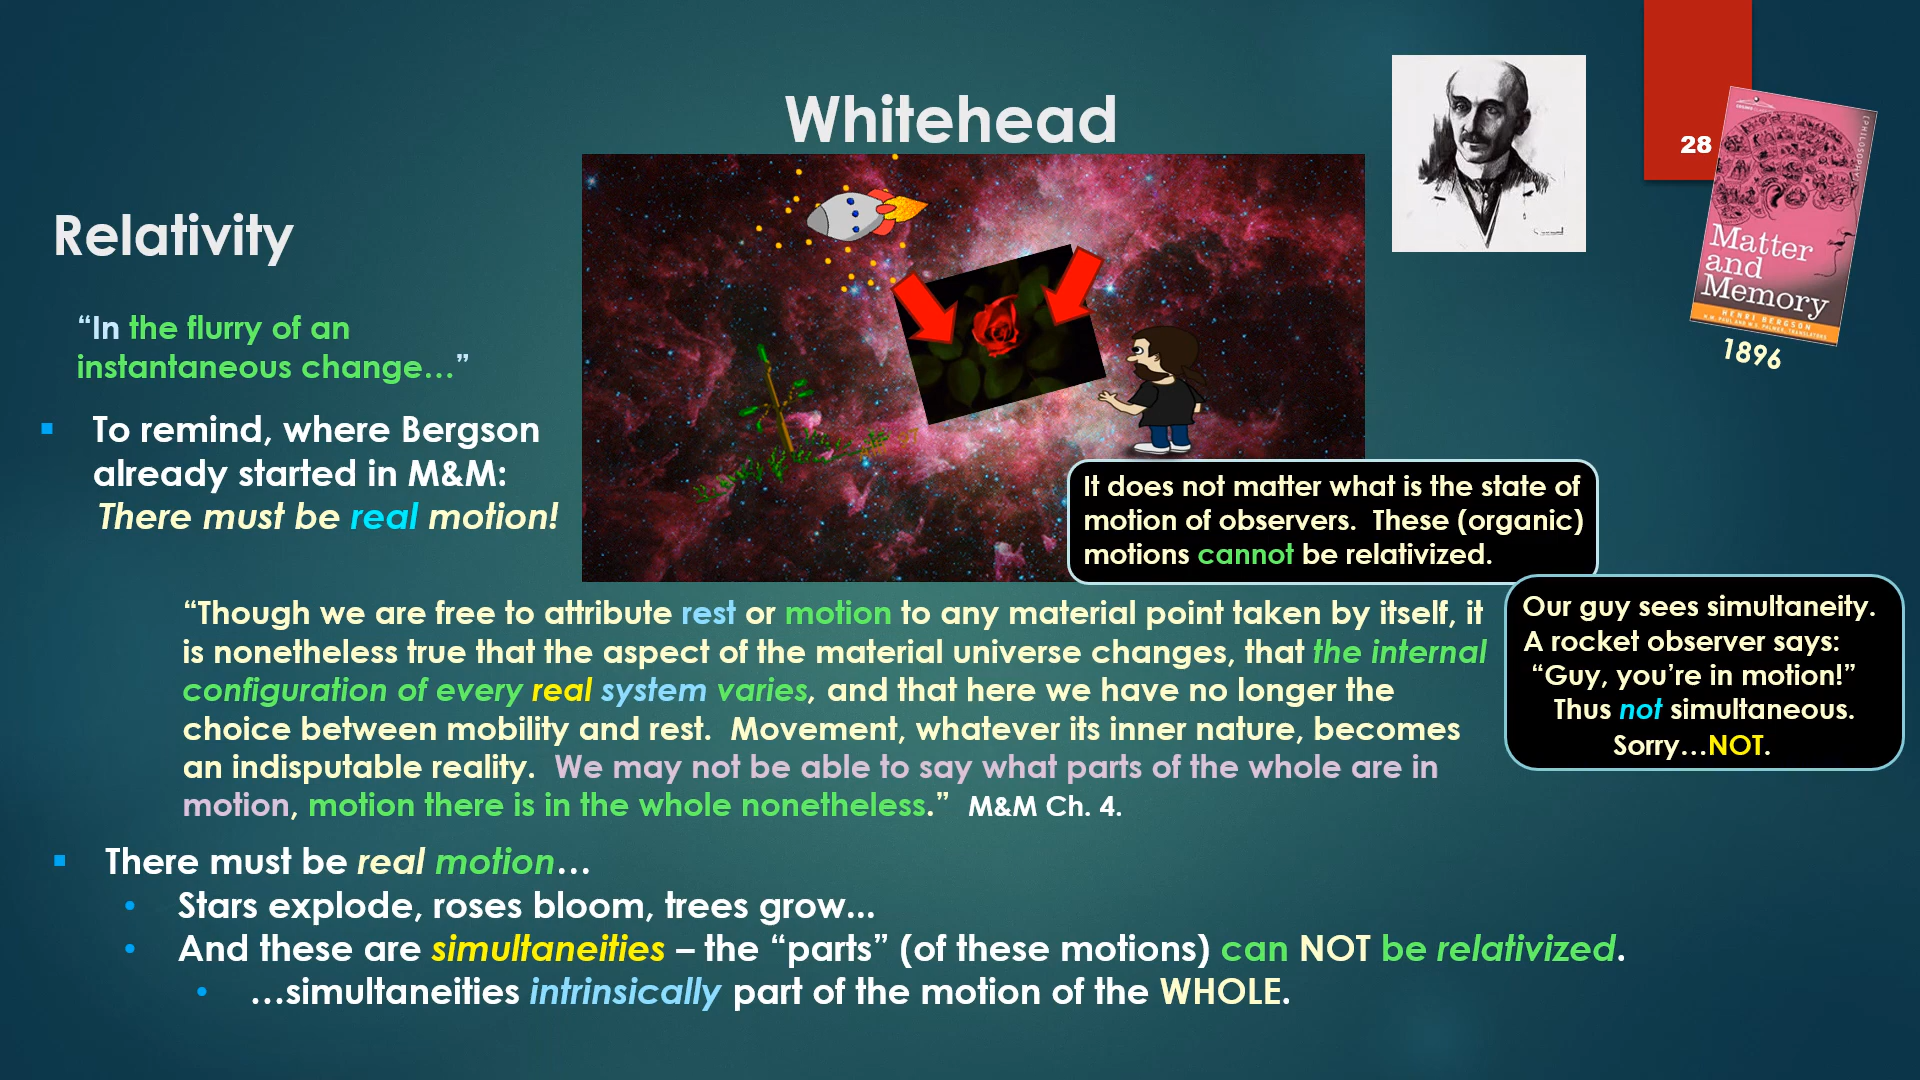 Whitehead
28
Relativity
“In the flurry of an
instantaneous change…”
▪ To remind, where Bergson
already started in M&M:
There must be real motion!
Matter
and
Memory
HENRI BERGSON
1896
It does not matter what is the state of
motion of observers.  These (organic)
motions cannot be relativized.
“Though we are free to attribute rest or motion to any material point taken by itself, it
is nonetheless true that the aspect of the material universe changes, that the internal
configuration of every real system varies, and that here we have no longer the
choice between mobility and rest.  Movement, whatever its inner nature, becomes
an indisputable reality.  We may not be able to say what parts of the whole are in
motion, motion there is in the whole nonetheless.”  M&M Ch. 4.
Our guy sees simultaneity.
A rocket observer says:
“Guy, you’re in motion!”
Thus not simultaneous.
Sorry…NOT.
▪ There must be real motion…
• Stars explode, roses bloom, trees grow...
• And these are simultaneities – the “parts” (of these motions) can NOT be relativized.
• …simultaneities intrinsically part of the motion of the WHOLE.